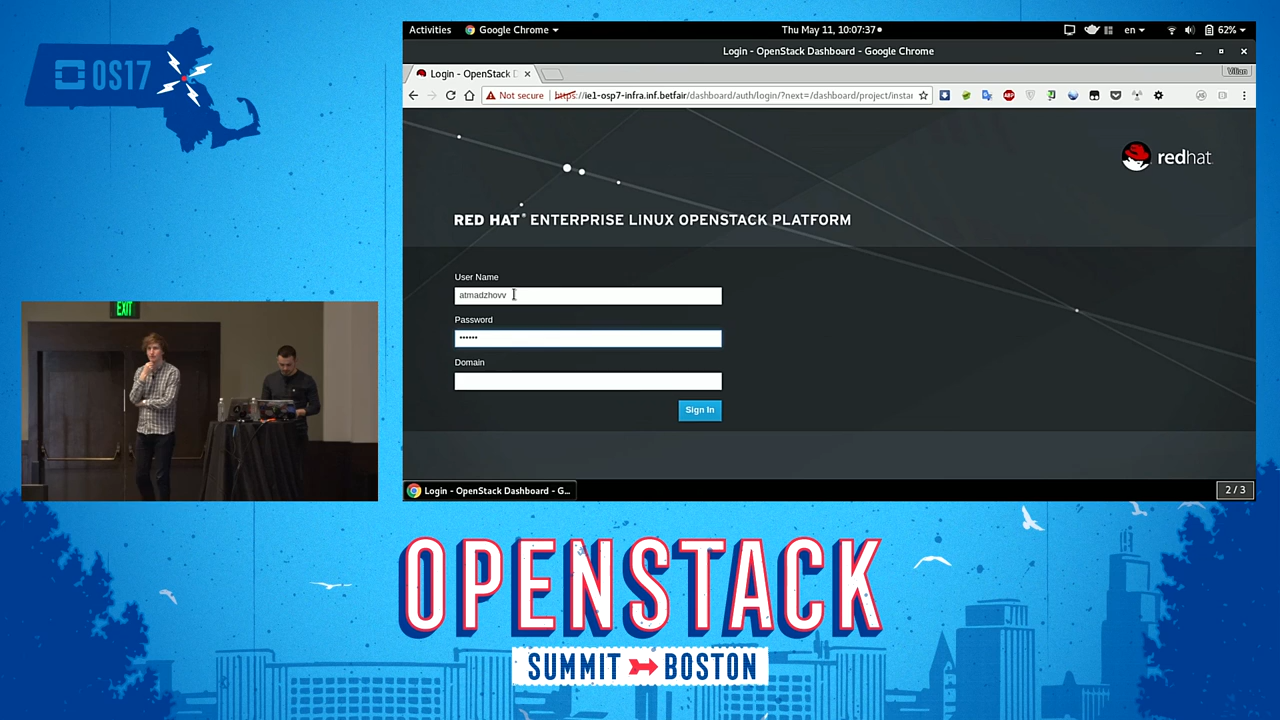 OS17
EXIT
Activities
Google Chrome
Thu May 11, 10:07:37
en
62%
Login - OpenStack Dashboard - Google Chrome
Login - OpenStack D
Vilian
Not secure
https://ie1-osp7-infra.inf.betfair/dashboard/auth/login/?next=/dashboard/project/instar
ABP
redhat.
RED HAT® ENTERPRISE LINUX OPENSTACK PLATFORM
User Name
atmadzhovv
Password
••••••
Domain
Sign In
Login - OpenStack Dashboard - G...
2 / 3
OPENSTACK
SUMMIT BOSTON